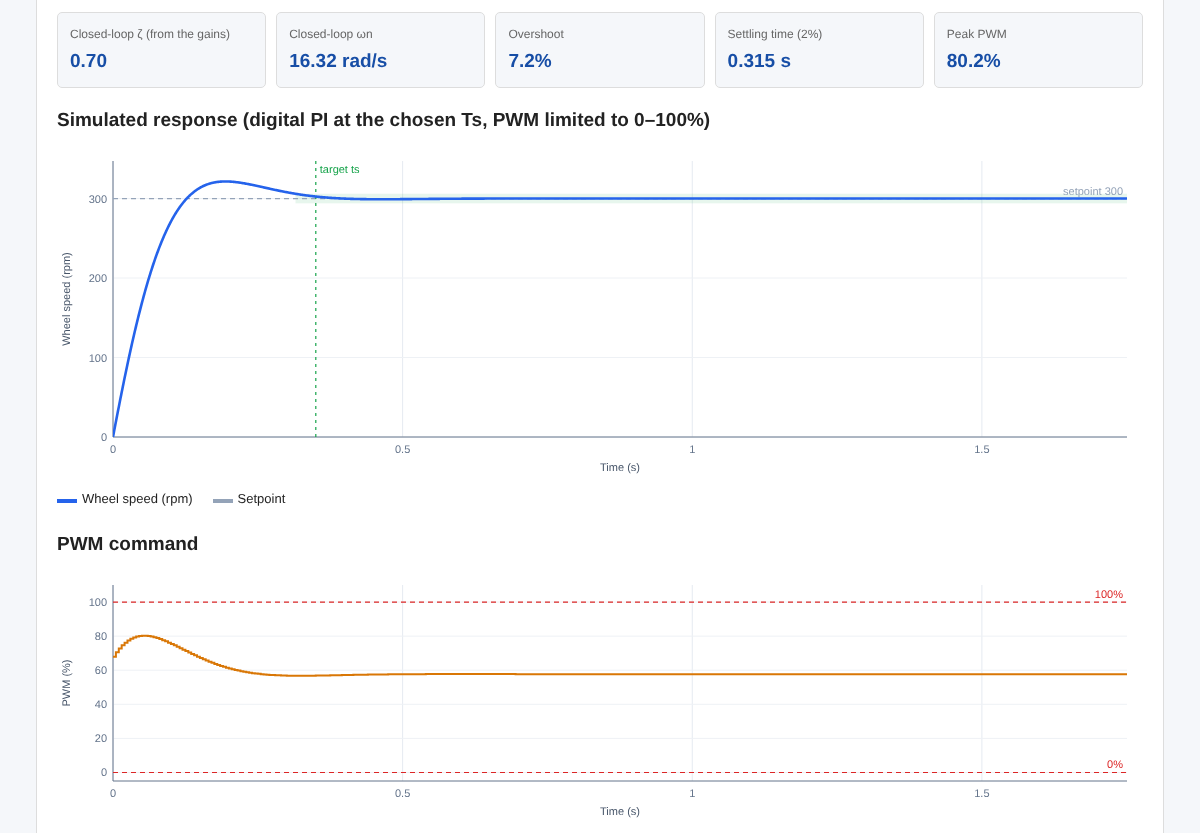 Closed-loop ζ (from the gains)
0.70
Closed-loop ωn
16.32 rad/s
Overshoot
7.2%
Settling time (2%)
0.315 s
Peak PWM
80.2%
Simulated response (digital PI at the chosen Ts, PWM limited to 0–100%)
target ts
setpoint 300
300
200
100
0
Wheel speed (rpm)
0
0.5
1
1.5
Time (s)
Wheel speed (rpm)
Setpoint
PWM command
100%
100
80
60
40
20
0
PWM (%)
0%
0
0.5
1
1.5
Time (s)